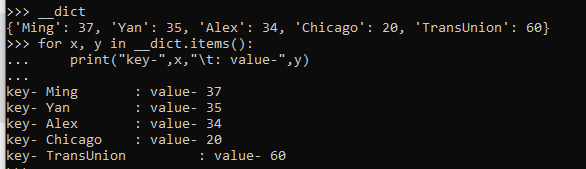 >>> __dict
{'Ming': 37, 'Yan': 35, 'Alex': 34, 'Chicago': 20, 'TransUnion': 60}
>>> for x, y in __dict.items():
...     print("key-",x,"\t: value-",y)
...
key- Ming       : value- 37
key- Yan        : value- 35
key- Alex       : value- 34
key- Chicago    : value- 20
key- TransUnion         : value- 60